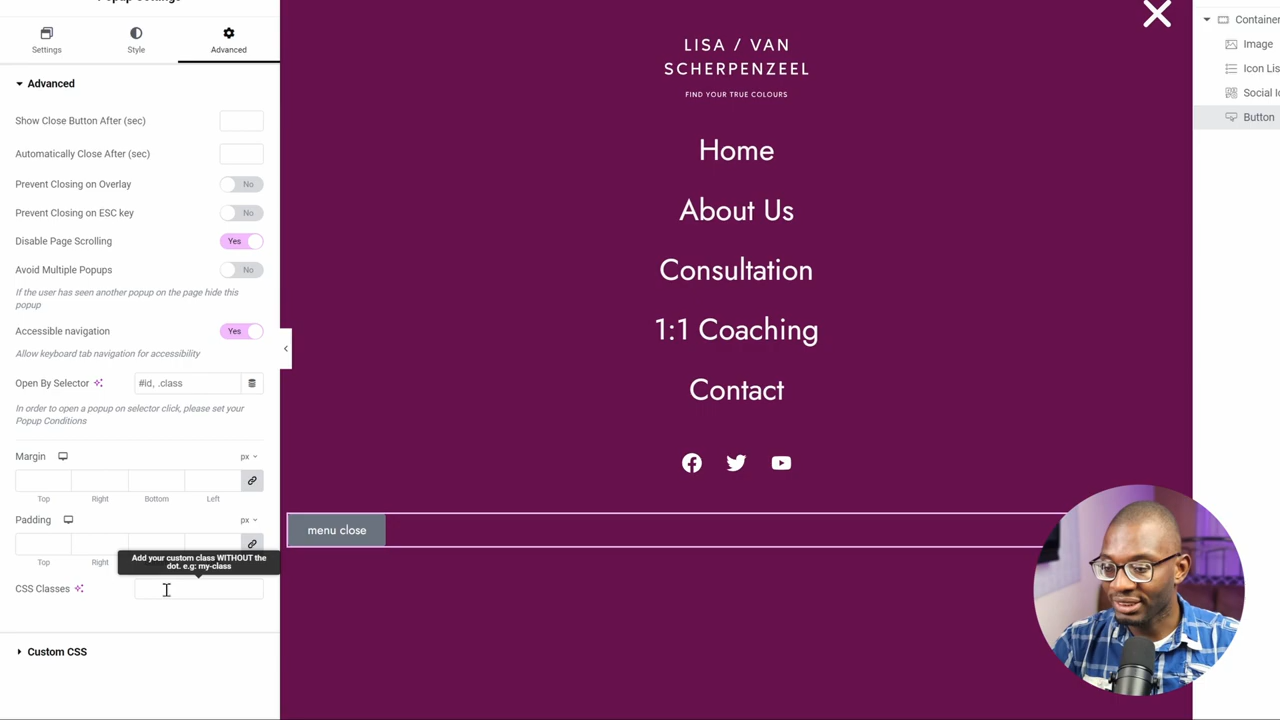 Popup Settings
Settings
Style
Advanced
Advanced
Show Close Button After (sec)
Automatically Close After (sec)
Prevent Closing on Overlay
No
Prevent Closing on ESC key
No
Disable Page Scrolling
Yes
Avoid Multiple Popups
No
If the user has seen another popup on the page hide this
popup
Accessible navigation
Yes
Allow keyboard tab navigation for accessibility
Open By Selector
#id, .class
In order to open a popup on selector click, please set your
Popup Conditions
Margin
px
Top
Right
Bottom
Left
Padding
px
Top
Right
Left
Add your custom class WITHOUT the
dot. e.g: my-class
CSS Classes
Custom CSS
LISA / VAN
SCHERPENZEEL
FIND YOUR TRUE COLOURS
Home
About Us
Consultation
1:1 Coaching
Contact
menu close
Container
Image
Icon Lis
Social Ic
Button